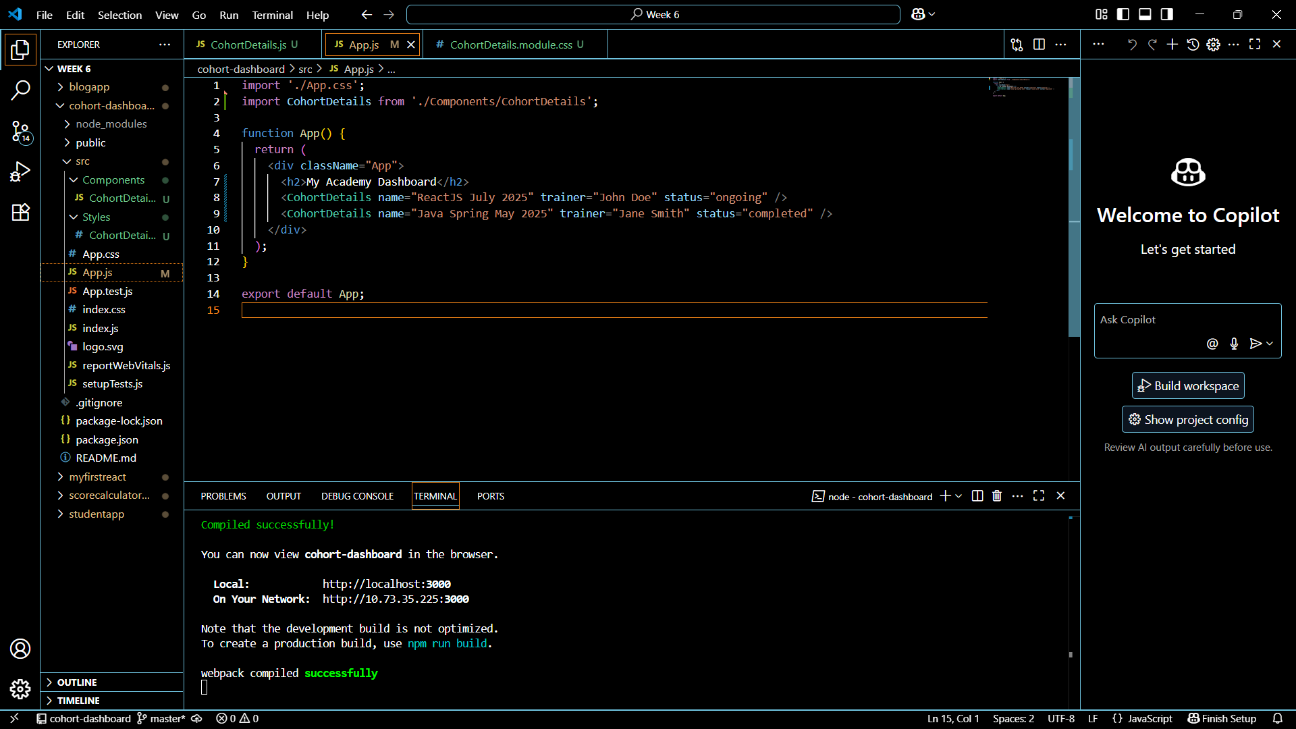 File Edit Selection View Go Run Terminal Help
Week 6
EXPLORER
WEEK 6
blogapp
cohort-dashboa...
node_modules
public
src
Components
JS CohortDetai... U
Styles
# CohortDetai... U
# App.css
JS App.js M
JS App.test.js
# index.css
JS index.js
logo.svg
JS reportWebVitals.js
JS setupTests.js
.gitignore
{} package-lock.json
{} package.json
README.md
myfirstreact
scorecalculator...
studentapp
OUTLINE
TIMELINE
14
JS CohortDetails.js U
JS App.js M
# CohortDetails.module.css U
cohort-dashboard > src > JS App.js > ...
1 import './App.css';
2 import CohortDetails from './Components/CohortDetails';
3
4 function App() {
5 return (
6 <div className="App">
7 <h2>My Academy Dashboard</h2>
8 <CohortDetails name="ReactJS July 2025" trainer="John Doe" status="ongoing" />
9 <CohortDetails name="Java Spring May 2025" trainer="Jane Smith" status="completed" />
10 </div>
11 );
12 }
13
14 export default App;
15
PROBLEMS OUTPUT DEBUG CONSOLE TERMINAL PORTS
node - cohort-dashboard
Compiled successfully!
You can now view cohort-dashboard in the browser.
Local: http://localhost:3000
On Your Network: http://10.73.35.225:3000
Note that the development build is not optimized.
To create a production build, use npm run build.
webpack compiled successfully
Welcome to Copilot
Let's get started
Ask Copilot
@
Build workspace
Show project config
Review AI output carefully before use.
cohort-dashboard master* 0 0
Ln 15, Col 1 Spaces: 2 UTF-8 LF {} JavaScript Finish Setup